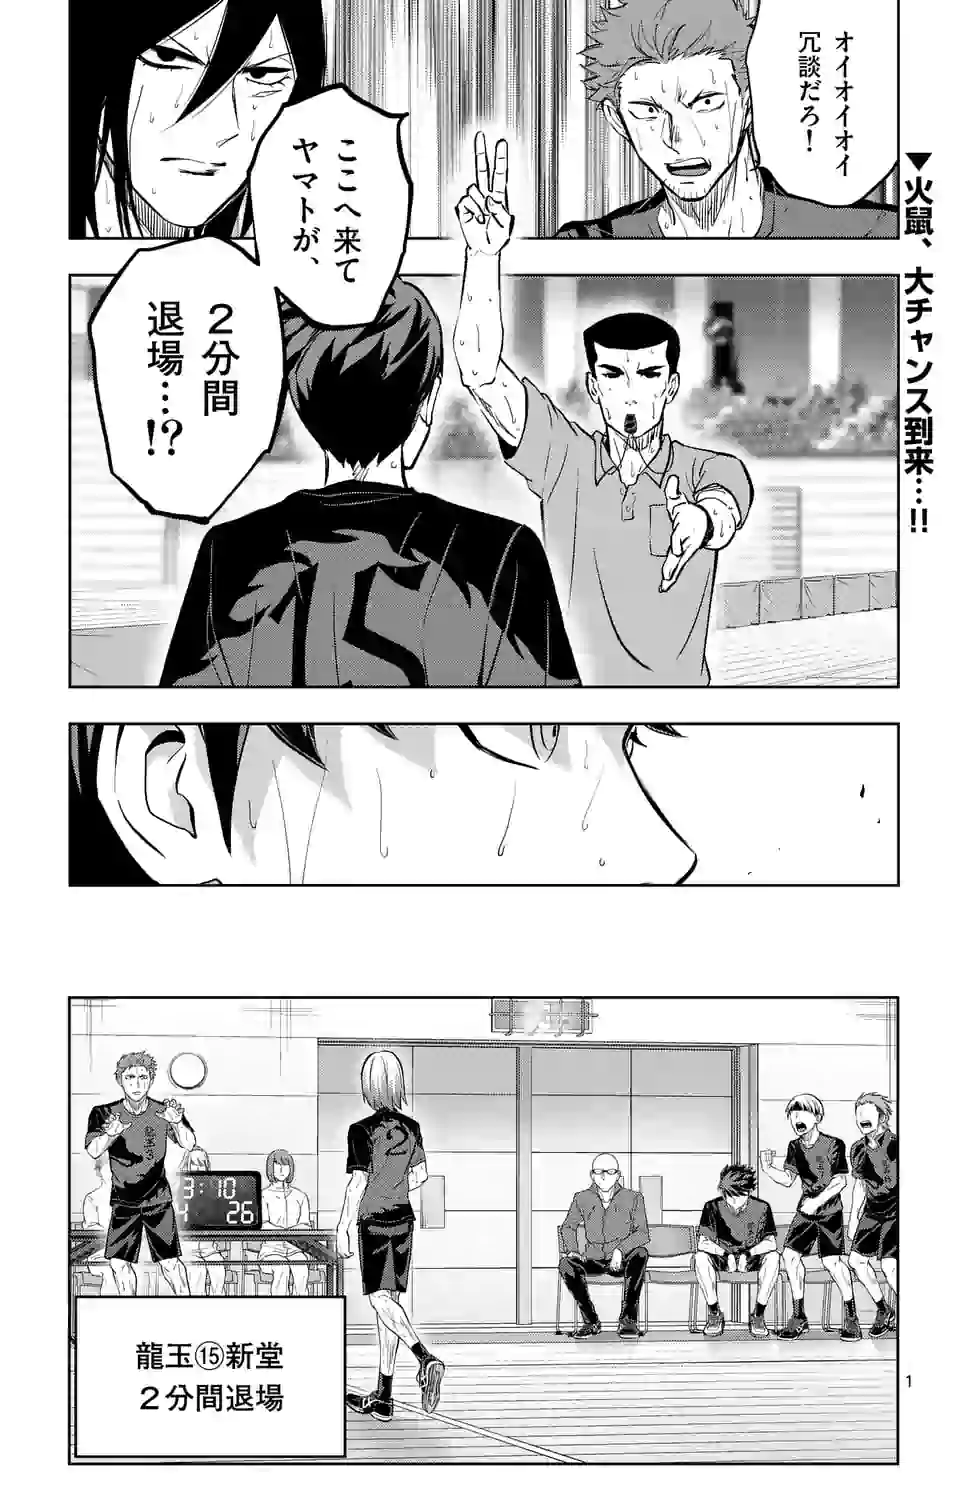 ▼火鼠、大チャンス到来…!!
オイオイオイ
冗談だろ！
ここへ来て
ヤマトが、
２分間
退場…!?
15
2
3:10
26
龍玉⑮新堂
２分間退場
1